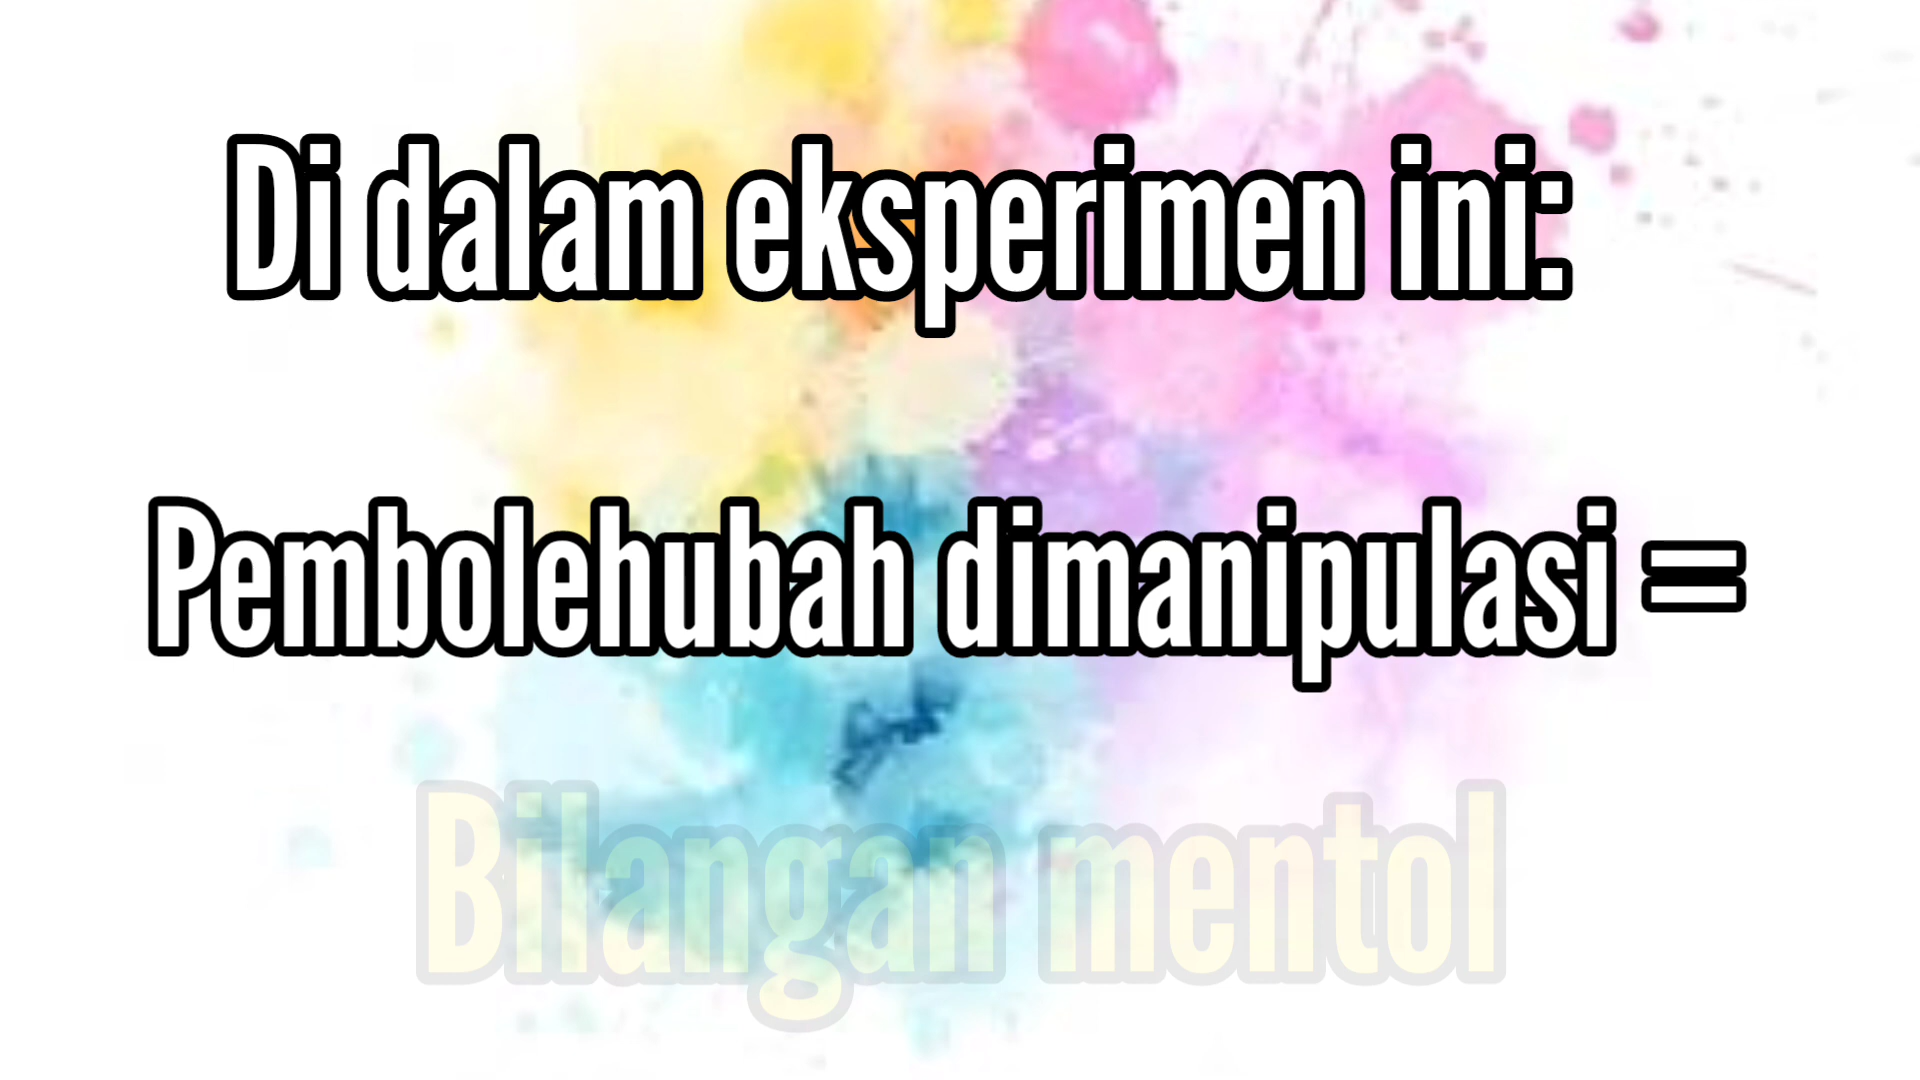 Di dalam eksperimen ini:
Pembolehubah dimanipulasi =
Bilangan mentol